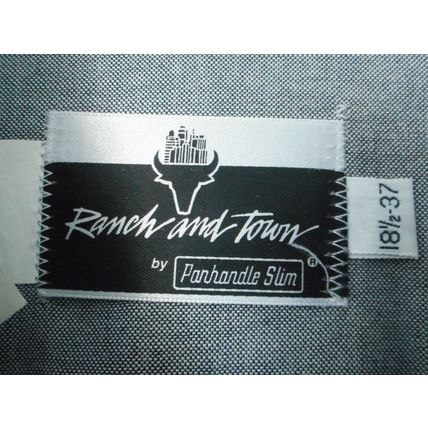 Ranch and Town
by Panhandle Slim ®
18½-37